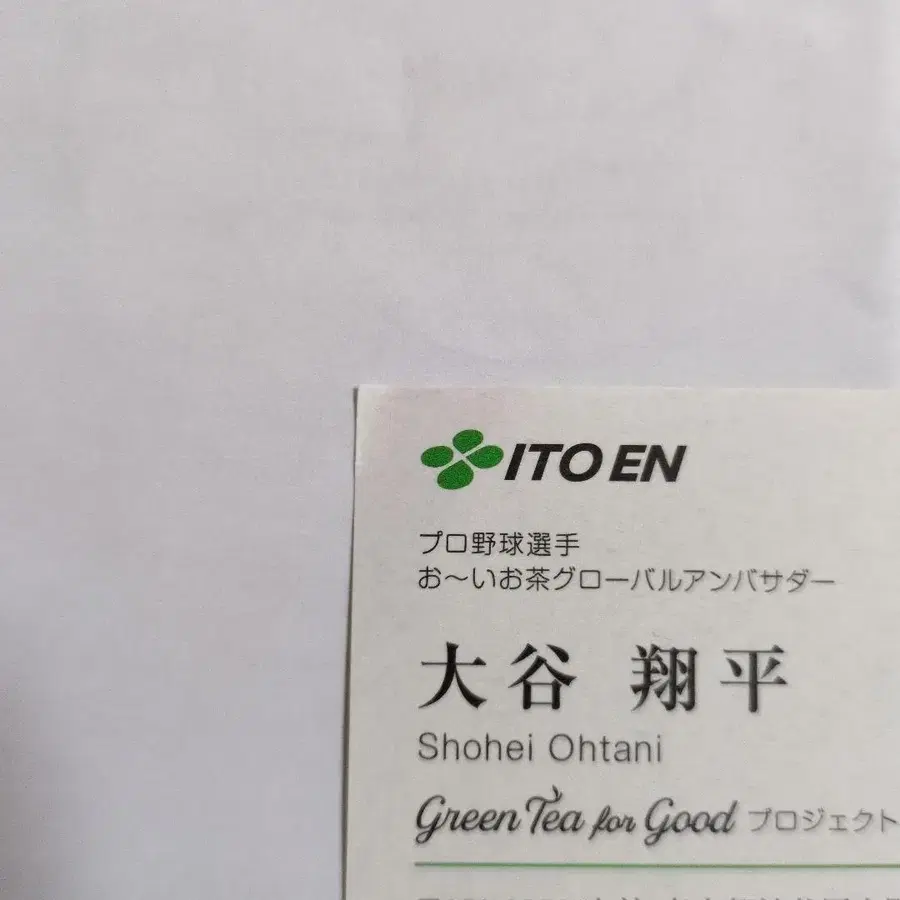 ITO EN
プロ野球選手
お〜いお茶グローバルアンバサダー
大谷 翔平
Shohei Ohtani
Green Tea for Good プロジェクト